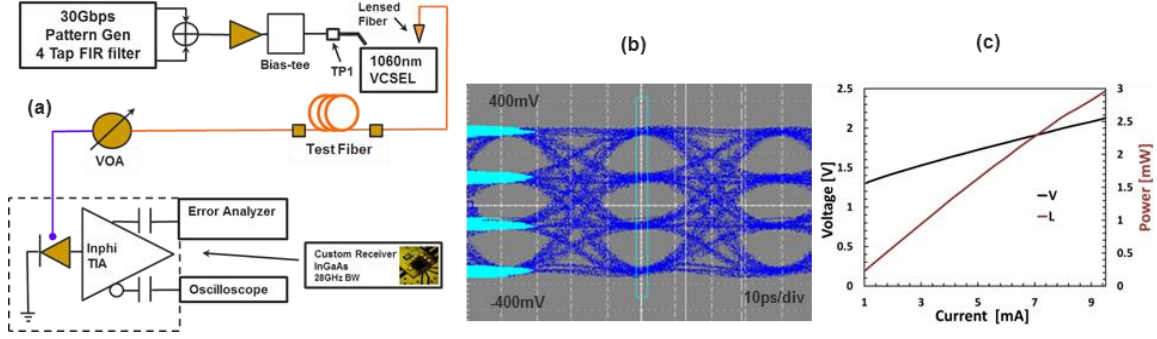 30Gbps
Pattern Gen
4 Tap FIR filter
Bias-tee
TP1
Lensed
Fiber
1060nm
VCSEL
(a)
VOA
Test Fiber
Inphi
TIA
Error Analyzer
Oscilloscope
Custom Receiver
InGaAs
28GHz BW
(b)
400mV
-400mV
10ps/div
(c)
Voltage [V]
2.5
2
1.5
1
0.5
0
V
L
3
2.5
2
1.5
1
0.5
0
Power [mW]
1 3 5 7 9
Current [mA]